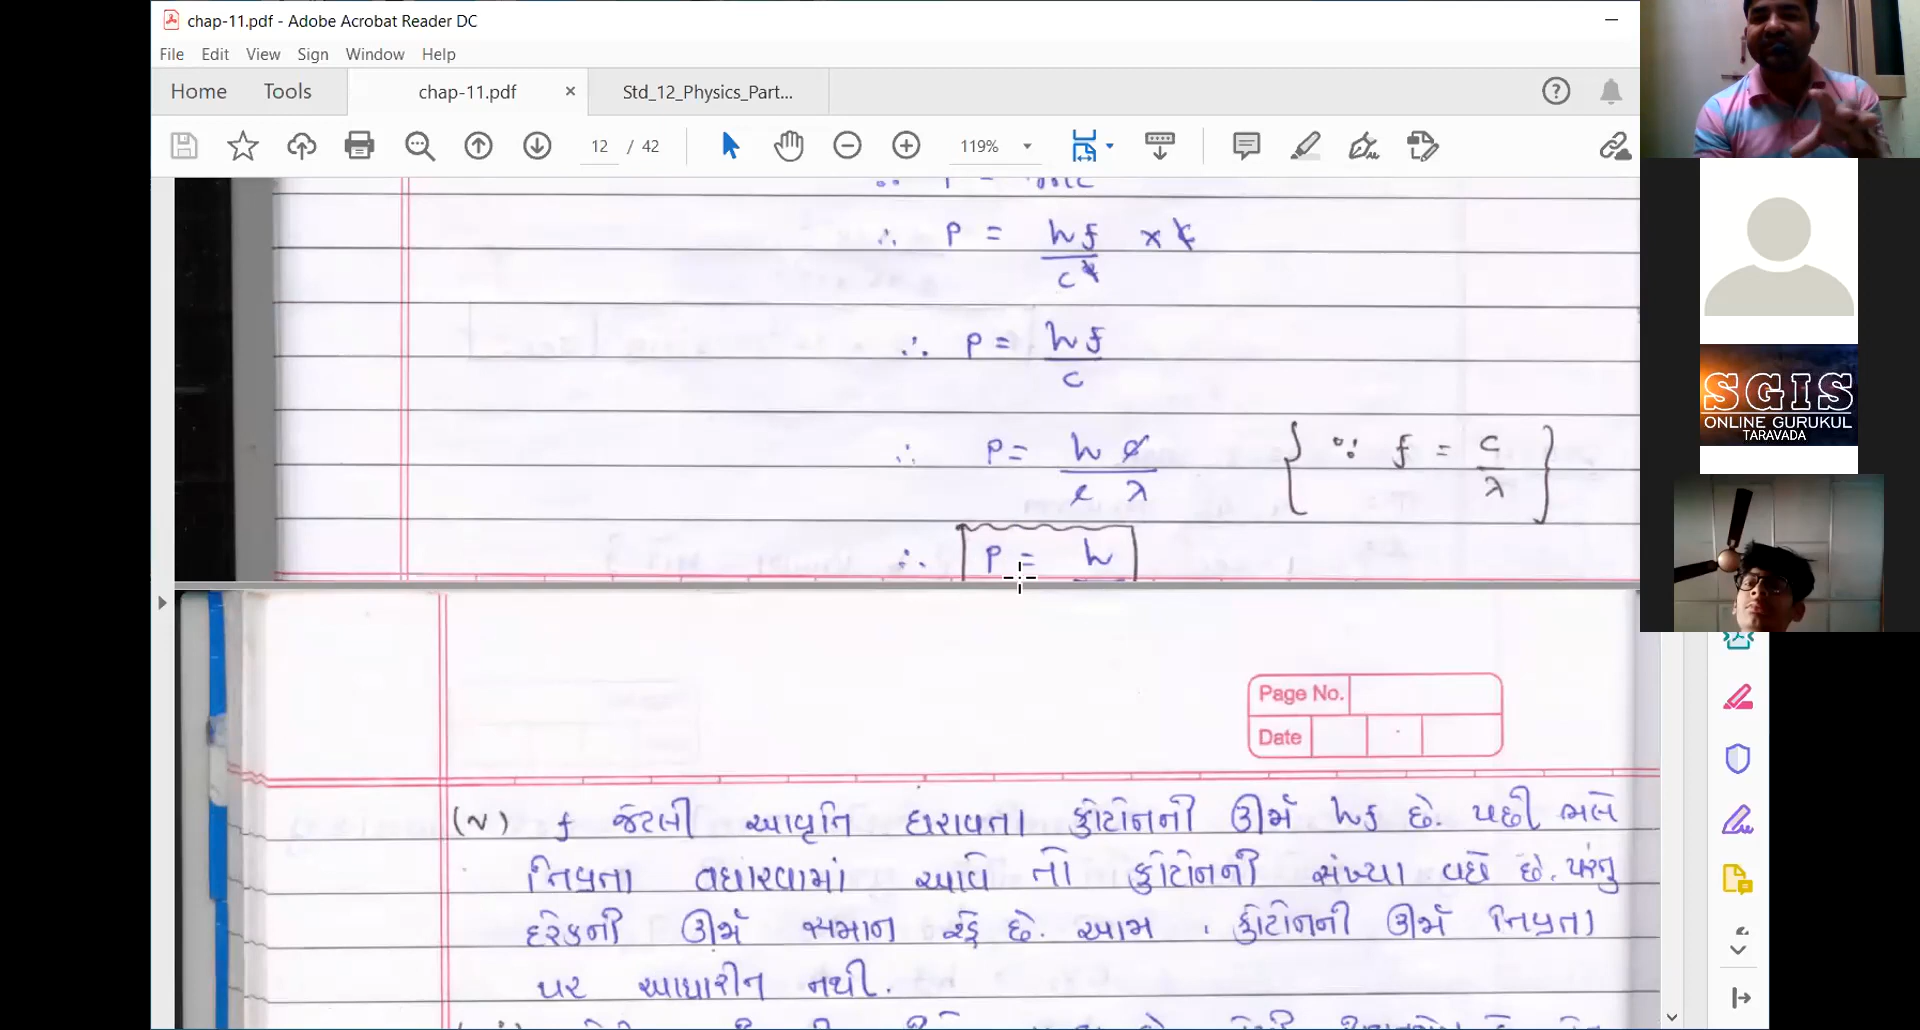 chap-11.pdf - Adobe Acrobat Reader DC
File Edit View Window Sign Help
Home Tools chap-11.pdf × Std_12_Physics_Part...
12 / 42 119%
∴ P = hf/c² × c
∴ P = hf/c
∴ P = hc/cλ { ∵ f = c/λ }
∴ P = h
SGIS
ONLINE GURUKUL
TARAVADA
Page No.
Date
(v) f જેટલી આવૃતિ ધરાવતા ફોટોનની ઊર્જા hf છે. પછી ભલે
તિવ્રતા વધારવામાં આવે તો ફોટોનની સંખ્યા વધે છે. પરંતુ
દરેકની ઊર્જા સમાન રહે છે. આમ, ફોટોનની ઊર્જા તિવ્રતા
પર આધારીત નથી.